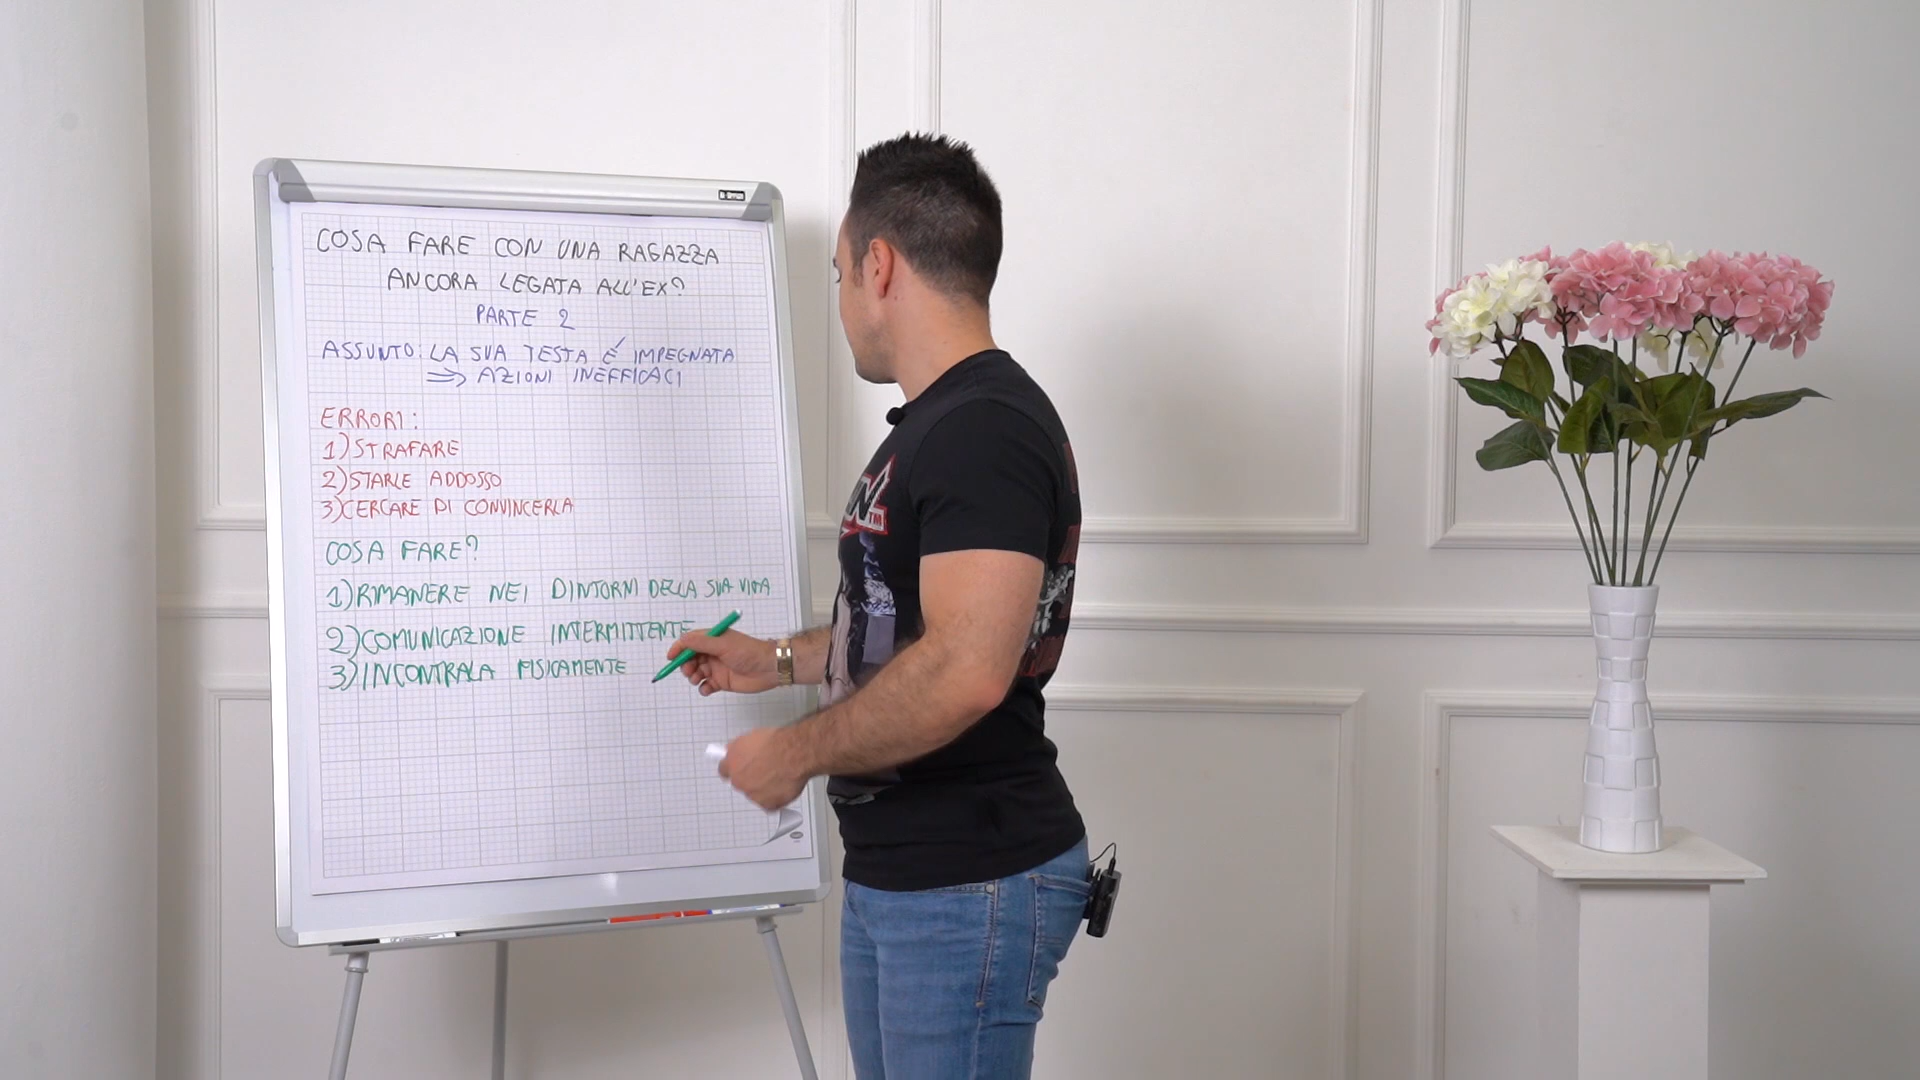 COSA FARE CON UNA RAGAZZA
ANCORA LEGATA ALL'EX?
PARTE 2
ASSUNTO: LA SUA TESTA È IMPEGNATA
⇒ AZIONI INEFFICACI
ERRORI:
1) STRAFARE
2) STARLE ADDOSSO
3) CERCARE DI CONVINCERLA
COSA FARE?
1) RIMANERE NEI DINTORNI DELLA SUA VITA
2) COMUNICAZIONE INTERMITTENTE
3) INCONTRALA FISICAMENTE